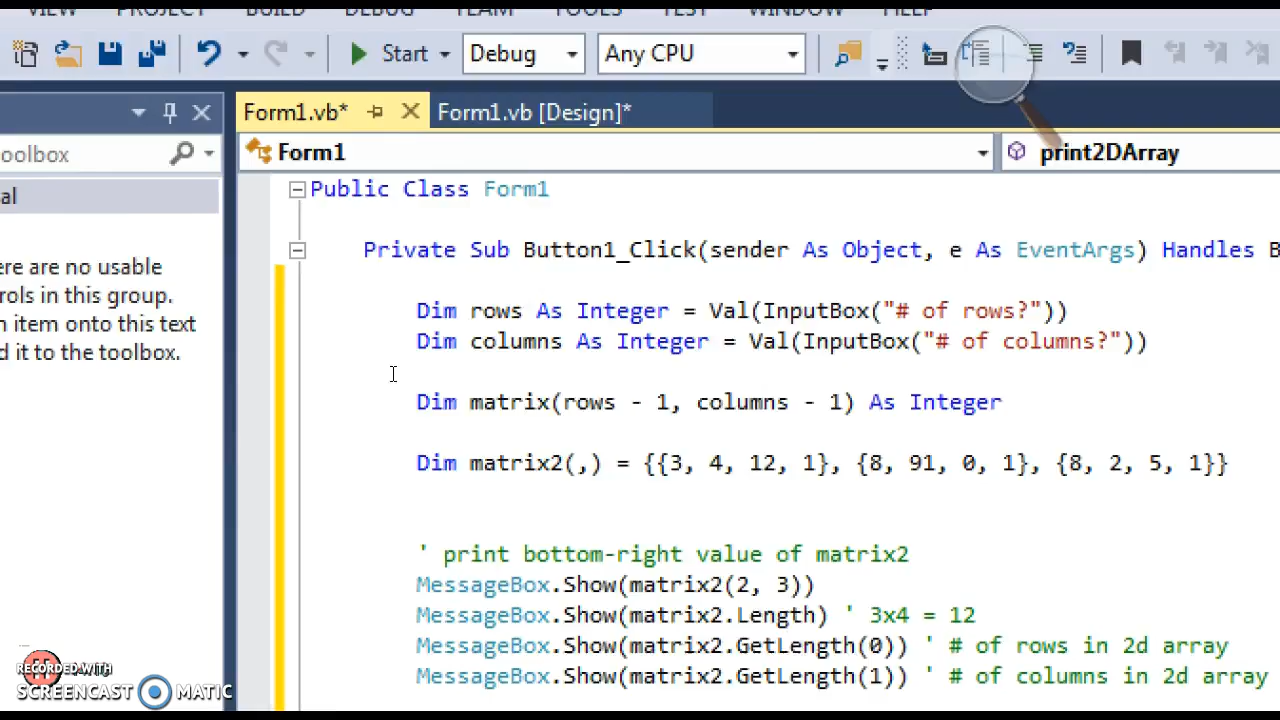 VIEW PROJECT BUILD DEBUG TEAM TOOLS TEST WINDOW HELP
Start Debug Any CPU
Form1.vb* Form1.vb [Design]*
oolbox
Form1 print2DArray
al
Public Class Form1
Private Sub Button1_Click(sender As Object, e As EventArgs) Handles B
ere are no usable
rols in this group.
n item onto this text
d it to the toolbox.
Dim rows As Integer = Val(InputBox("# of rows?"))
Dim columns As Integer = Val(InputBox("# of columns?"))
Dim matrix(rows - 1, columns - 1) As Integer
Dim matrix2(,) = {{3, 4, 12, 1}, {8, 91, 0, 1}, {8, 2, 5, 1}}
' print bottom-right value of matrix2
MessageBox.Show(matrix2(2, 3))
MessageBox.Show(matrix2.Length) ' 3x4 = 12
MessageBox.Show(matrix2.GetLength(0)) ' # of rows in 2d array
MessageBox.Show(matrix2.GetLength(1)) ' # of columns in 2d array
RECORDED WITH
SCREENCAST MATIC